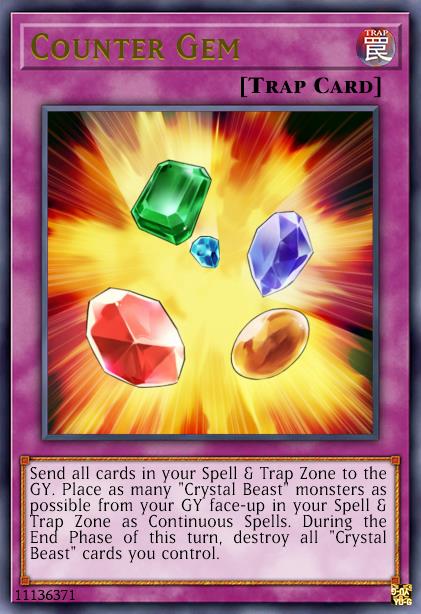 Counter Gem
TRAP
罠
[Trap Card]
Send all cards in your Spell & Trap Zone to the
GY. Place as many "Crystal Beast" monsters as
possible from your GY face-up in your Spell &
Trap Zone as Continuous Spells. During the
End Phase of this turn, destroy all "Crystal
Beast" cards you control.
11136371